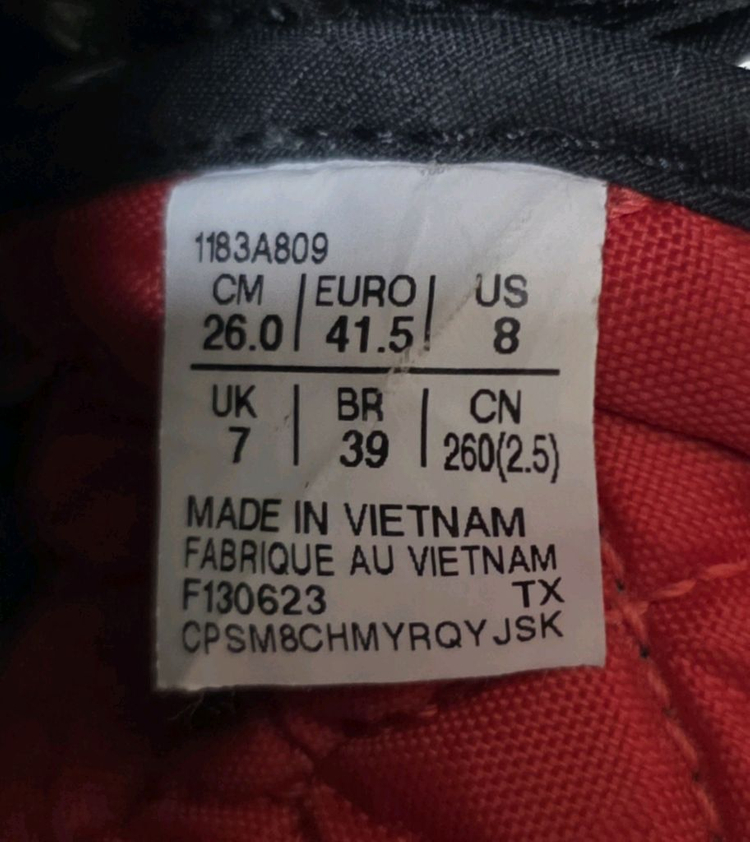 1183A809
CM | EURO | US
26.0 | 41.5 | 8
UK | BR | CN
7 | 39 | 260(2.5)
MADE IN VIETNAM
FABRIQUE AU VIETNAM
F130623 TX
CPSM8CHMYRQYJSK